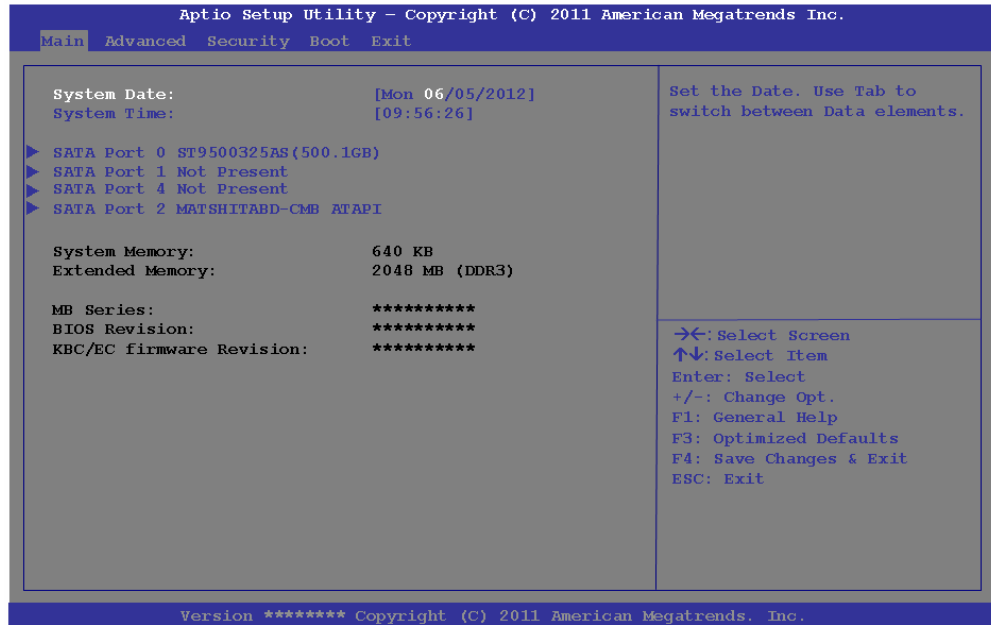 Aptio Setup Utility – Copyright (C) 2011 American Megatrends Inc.
Main Advanced Security Boot Exit
System Date: [Mon 06/05/2012]
System Time: [09:56:26]
SATA Port 0 ST9500325AS(500.1GB)
SATA Port 1 Not Present
SATA Port 4 Not Present
SATA Port 2 MATSHITABD-CMB ATAPI
System Memory: 640 KB
Extended Memory: 2048 MB (DDR3)
MB Series: **********
BIOS Revision: **********
KBC/EC firmware Revision: **********
Set the Date. Use Tab to
switch between Data elements.
→←:Select Screen
↑↓:Select Item
Enter: Select
+/-: Change Opt.
F1: General Help
F3: Optimized Defaults
F4: Save Changes & Exit
ESC: Exit
Version ******** Copyright (C) 2011 American Megatrends. Inc.